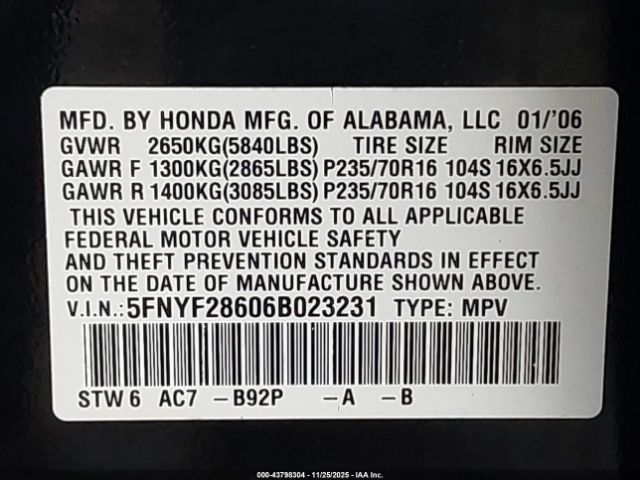 MFD. BY HONDA MFG. OF ALABAMA, LLC 01/'06
GVWR 2650KG(5840LBS) TIRE SIZE RIM SIZE
GAWR F 1300KG(2865LBS) P235/70R16 104S 16X6.5JJ
GAWR R 1400KG(3085LBS) P235/70R16 104S 16X6.5JJ
THIS VEHICLE CONFORMS TO ALL APPLICABLE
FEDERAL MOTOR VEHICLE SAFETY
AND THEFT PREVENTION STANDARDS IN EFFECT
ON THE DATE OF MANUFACTURE SHOWN ABOVE.
V.I.N.: 5FNYF28606B023231 TYPE: MPV
STW 6 AC7 -B92P -A -B
000-43798304 - 11/25/2025 - IAA Inc.